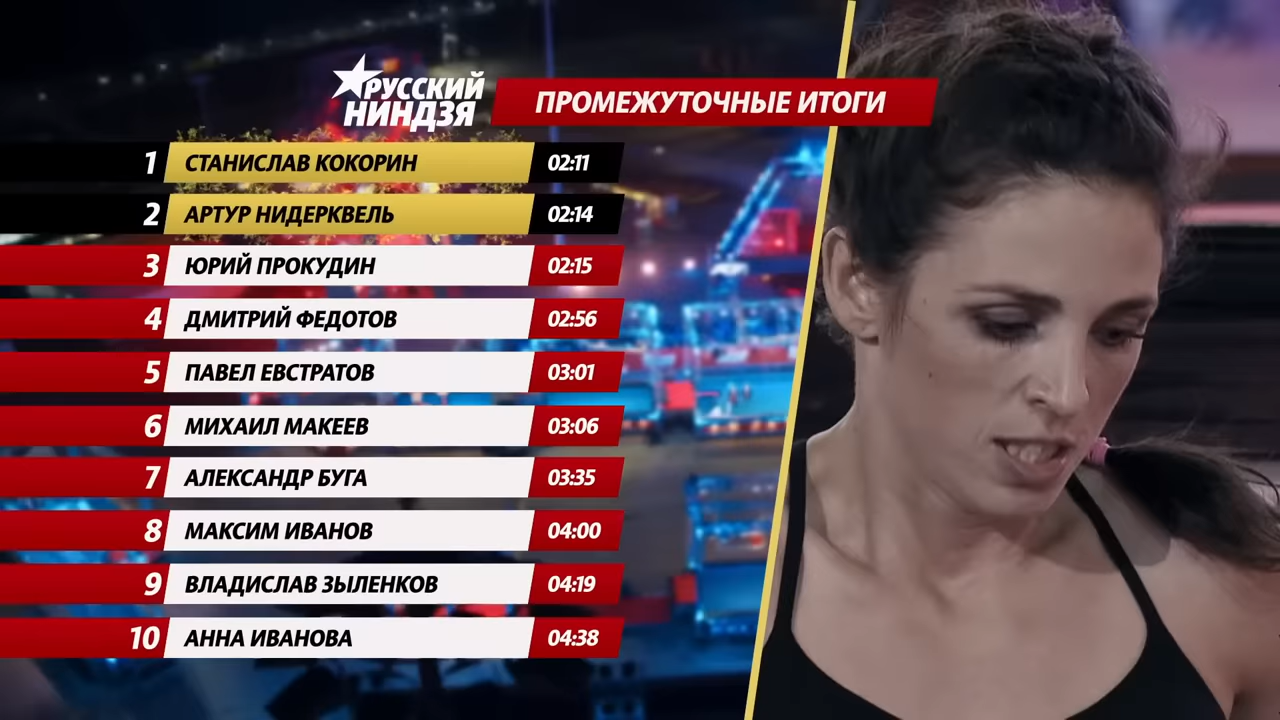 РУССКИЙ
НИНДЗЯ
ПРОМЕЖУТОЧНЫЕ ИТОГИ
1 СТАНИСЛАВ КОКОРИН 02:11
2 АРТУР НИДЕРКВЕЛЬ 02:14
3 ЮРИЙ ПРОКУДИН 02:15
4 ДМИТРИЙ ФЕДОТОВ 02:56
5 ПАВЕЛ ЕВСТРАТОВ 03:01
6 МИХАИЛ МАКЕЕВ 03:06
7 АЛЕКСАНДР БУГА 03:35
8 МАКСИМ ИВАНОВ 04:00
9 ВЛАДИСЛАВ ЗЫЛЕНКОВ 04:19
10 АННА ИВАНОВА 04:38